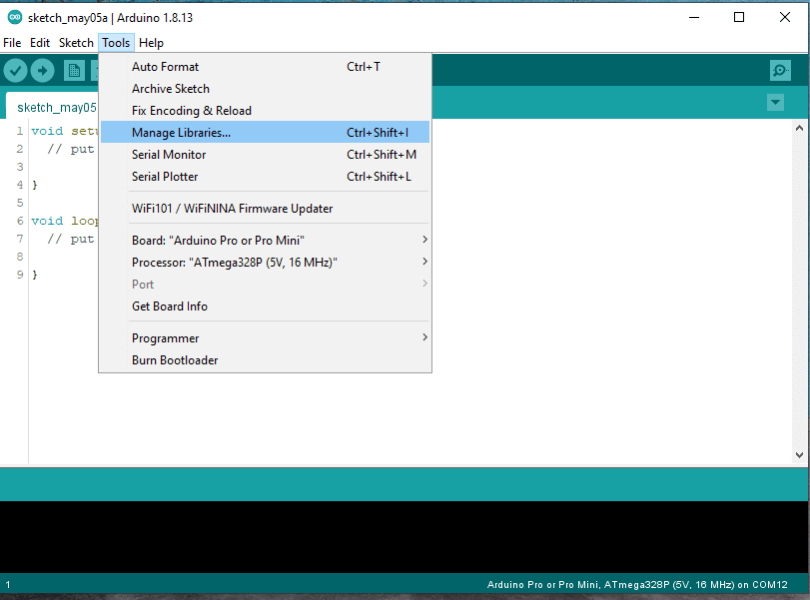 sketch_may05a | Arduino 1.8.13
File Edit Sketch Tools Help
sketch_may05
1 void setu
2 // put
3
4 }
5
6 void loop
7 // put
8
9 }
Auto Format Ctrl+T
Archive Sketch
Fix Encoding & Reload
Manage Libraries... Ctrl+Shift+I
Serial Monitor Ctrl+Shift+M
Serial Plotter Ctrl+Shift+L
WiFi101 / WiFiNINA Firmware Updater
Board: "Arduino Pro or Pro Mini"
Processor: "ATmega328P (5V, 16 MHz)"
Port
Get Board Info
Programmer
Burn Bootloader
1 Arduino Pro or Pro Mini, ATmega328P (5V, 16 MHz) on COM12